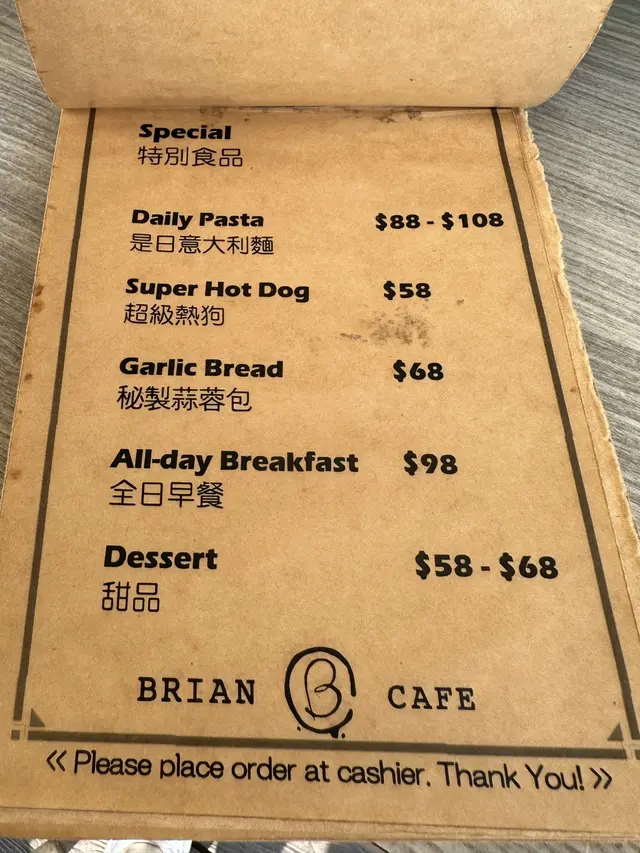 Special
特別食品
Daily Pasta $88 - $108
是日意大利麵
Super Hot Dog $58
超級熱狗
Garlic Bread $68
秘製蒜蓉包
All-day Breakfast $98
全日早餐
Dessert $58 - $68
甜品
BRIAN B CAFE
« Please place order at cashier. Thank You! »